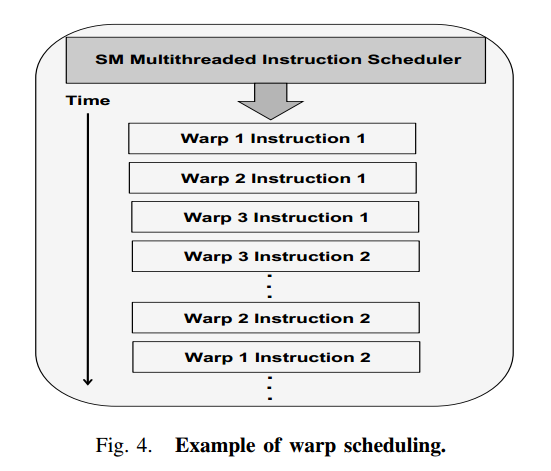 SM Multithreaded Instruction Scheduler
Time
Warp 1 Instruction 1
Warp 2 Instruction 1
Warp 3 Instruction 1
Warp 3 Instruction 2
Warp 2 Instruction 2
Warp 1 Instruction 2
Fig. 4. Example of warp scheduling.